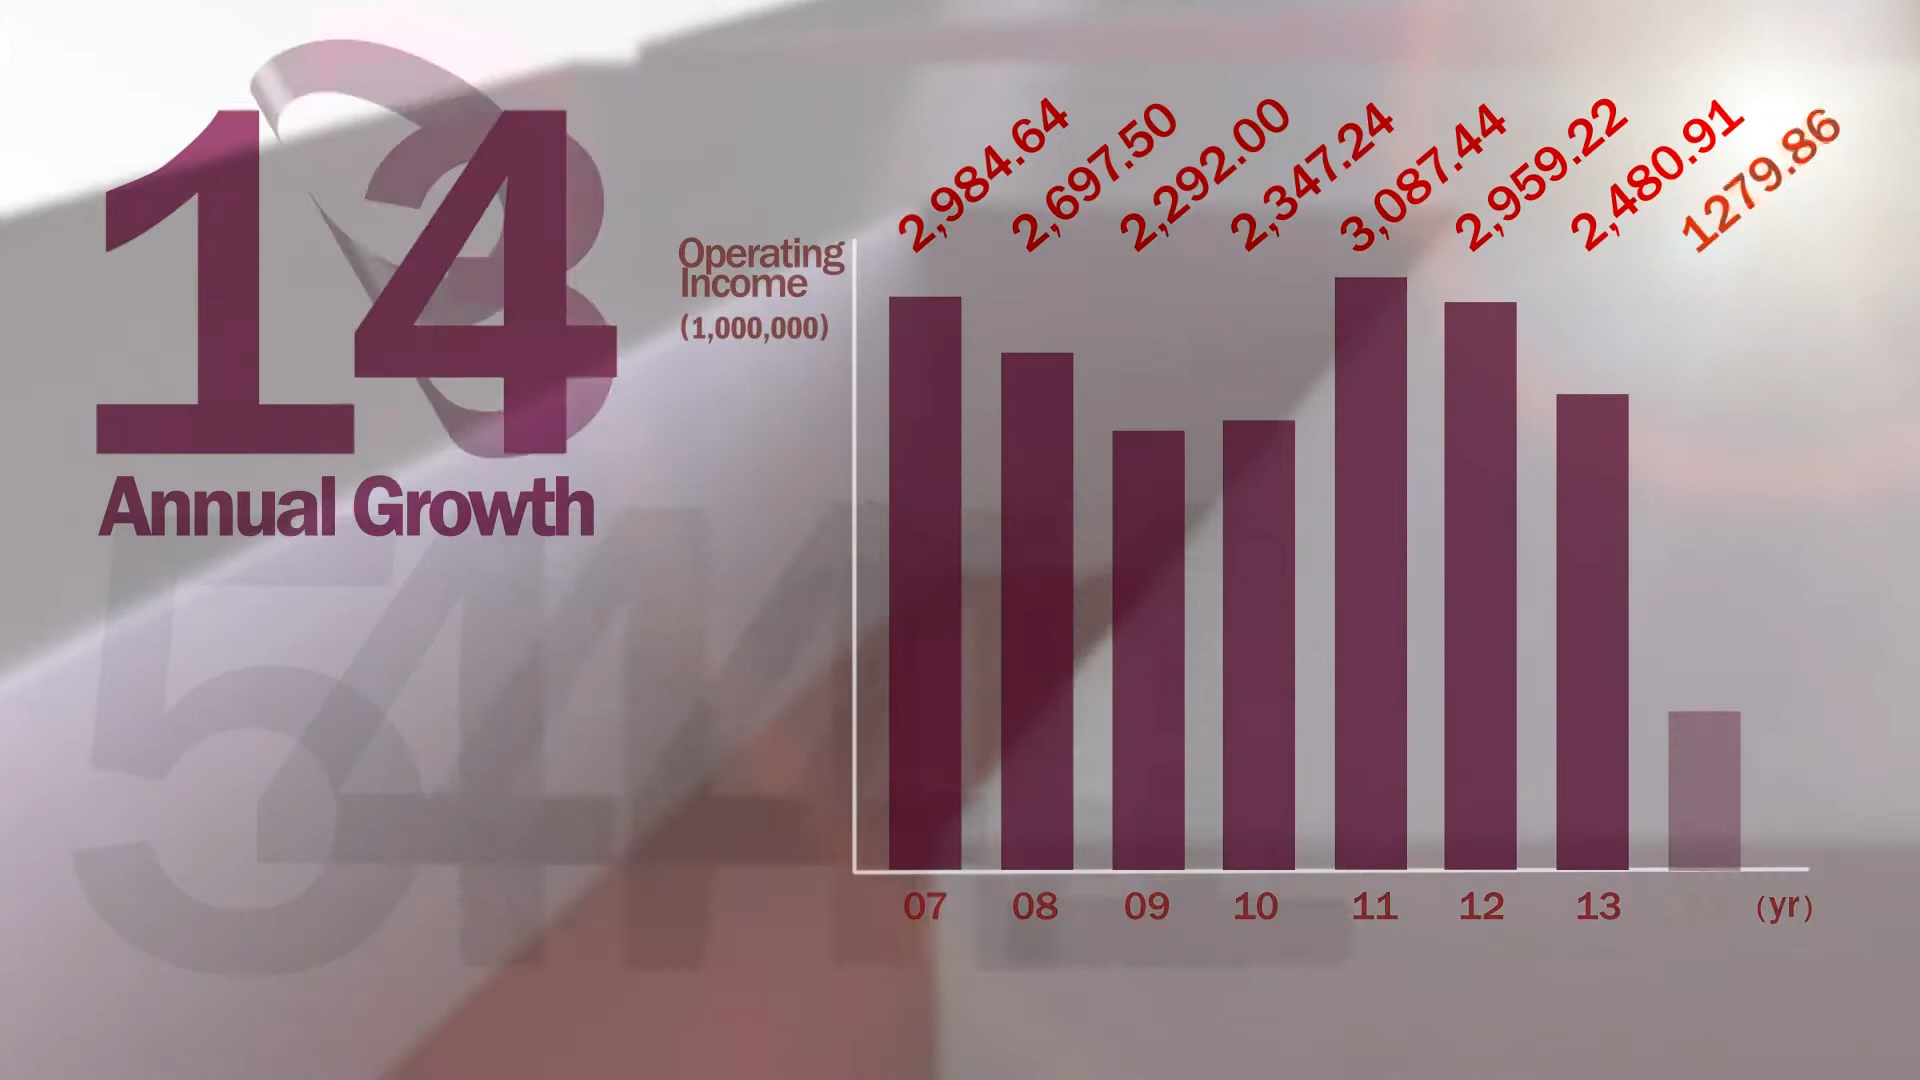 14
Annual Growth
Operating
Income
(1,000,000)
2,984.64
2,697.50
2,292.00
2,347.24
3,087.44
2,959.22
2,480.91
1279.86
07 08 09 10 11 12 13 (yr)